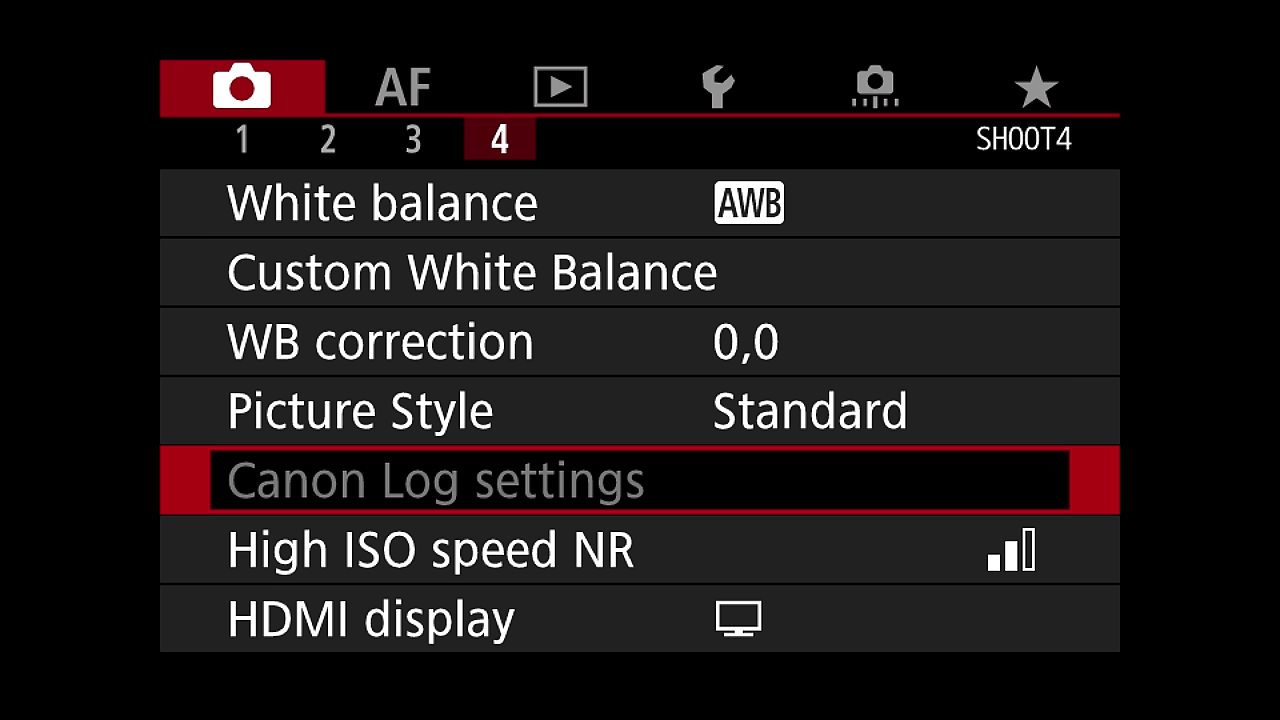 AF
1 2 3 4 SHOOT4
White balance AWB
Custom White Balance
WB correction 0,0
Picture Style Standard
Canon Log settings
High ISO speed NR
HDMI display